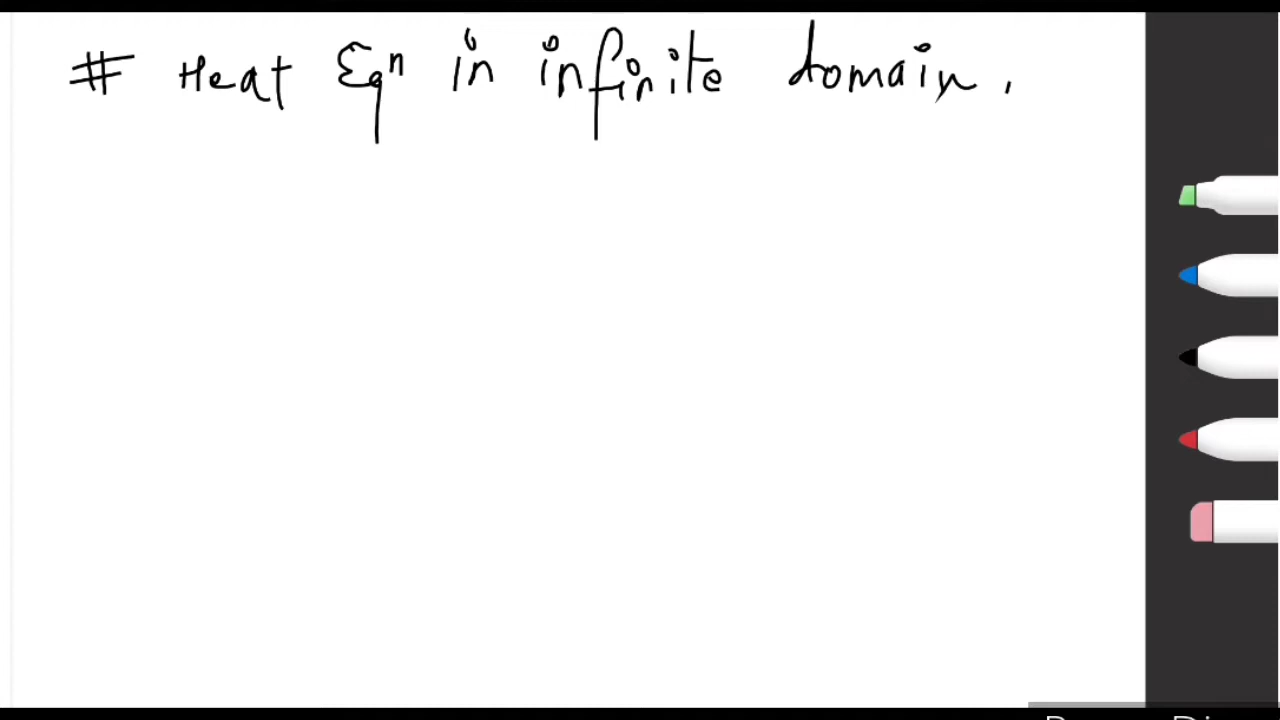 # Heat Eqⁿ in infinite domain.